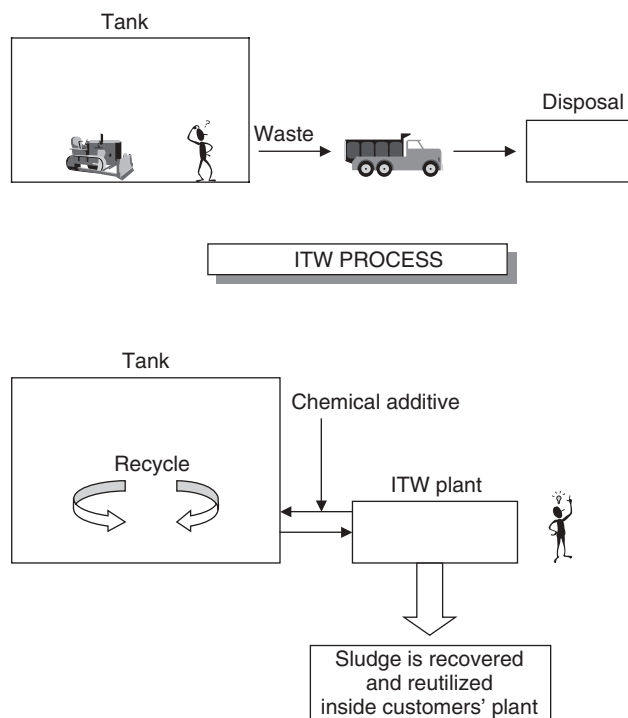 Tank
Waste
Disposal
ITW PROCESS
Tank
Chemical additive
Recycle
ITW plant
Sludge is recovered
and reutilized
inside customers’ plant